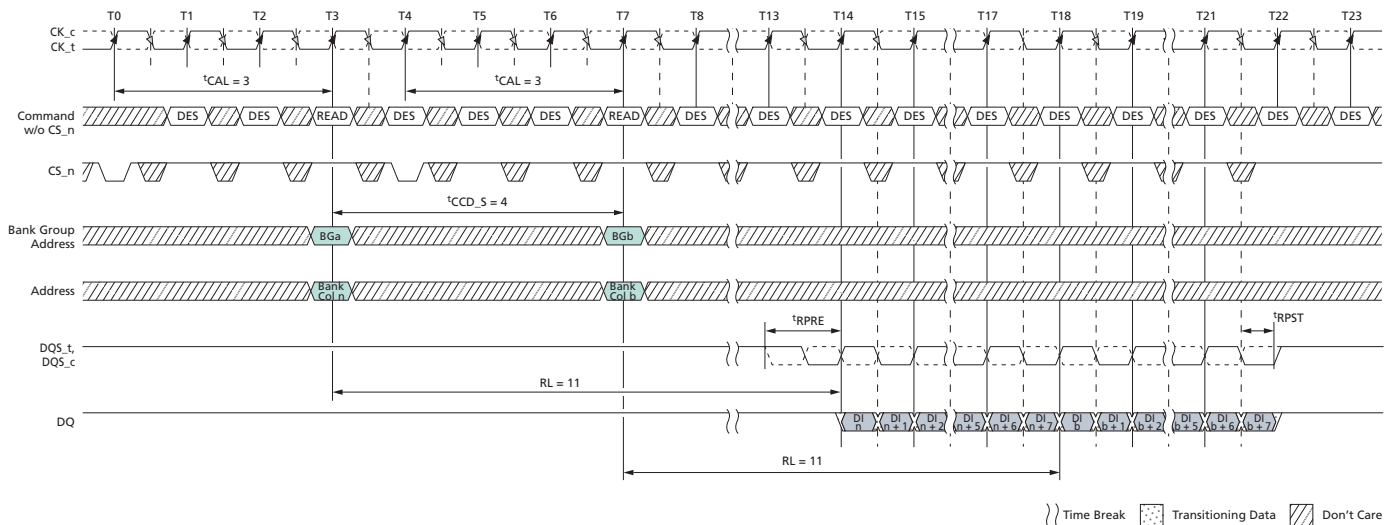 T0 T1 T2 T3 T4 T5 T6 T7 T8 T13 T14 T15 T17 T18 T19 T21 T22 T23
CK_c
CK_t
tCAL = 3 tCAL = 3
Command
w/o CS_n
DES DES READ DES DES DES READ DES DES DES DES DES DES DES DES DES DES
CS_n
tCCD_S = 4
Bank Group
Address
BGa BGb
Address
Bank
Col n
Bank
Col b
tRPRE tRPST
DQS_t,
DQS_c
RL = 11
DQ
DI
n
DI
n + 1
DI
n + 2
DI
n + 5
DI
n + 6
DI
n + 7
DI
b
DI
b + 1
DI
b + 2
DI
b + 5
DI
b + 6
DI
b + 7
RL = 11
Time Break Transitioning Data Don't Care